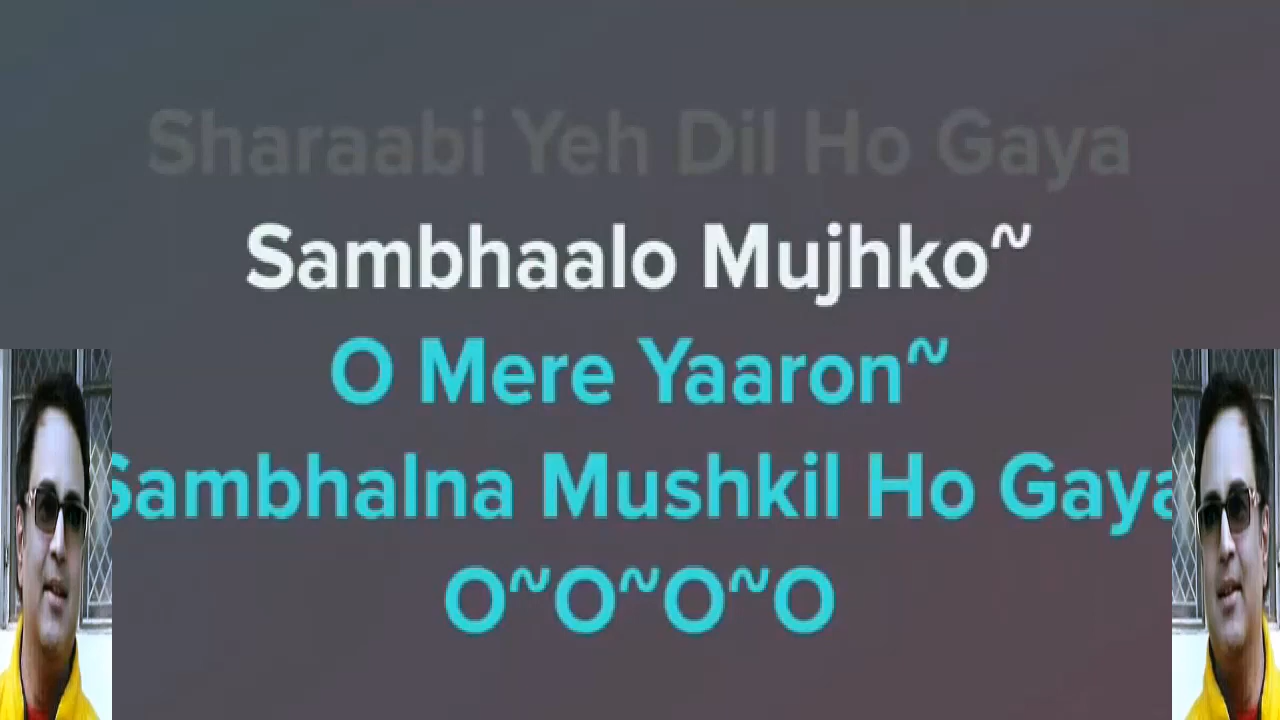 Sharaabi Yeh Dil Ho Gaya
Sambhaalo Mujhko~
O Mere Yaaron~
Sambhalna Mushkil Ho Gaya
O~O~O~O